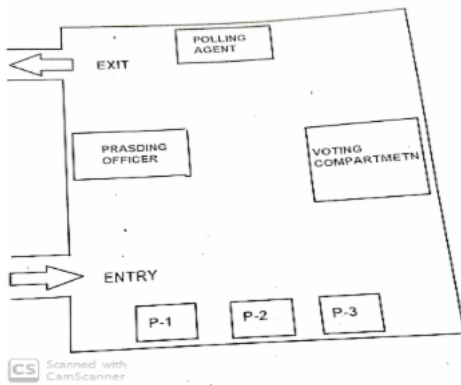 POLLING
AGENT
EXIT
PRASDING
OFFICER
VOTING
COMPARTMETN
ENTRY
P-1
P-2
P-3
CS Scanned with
CamScanner